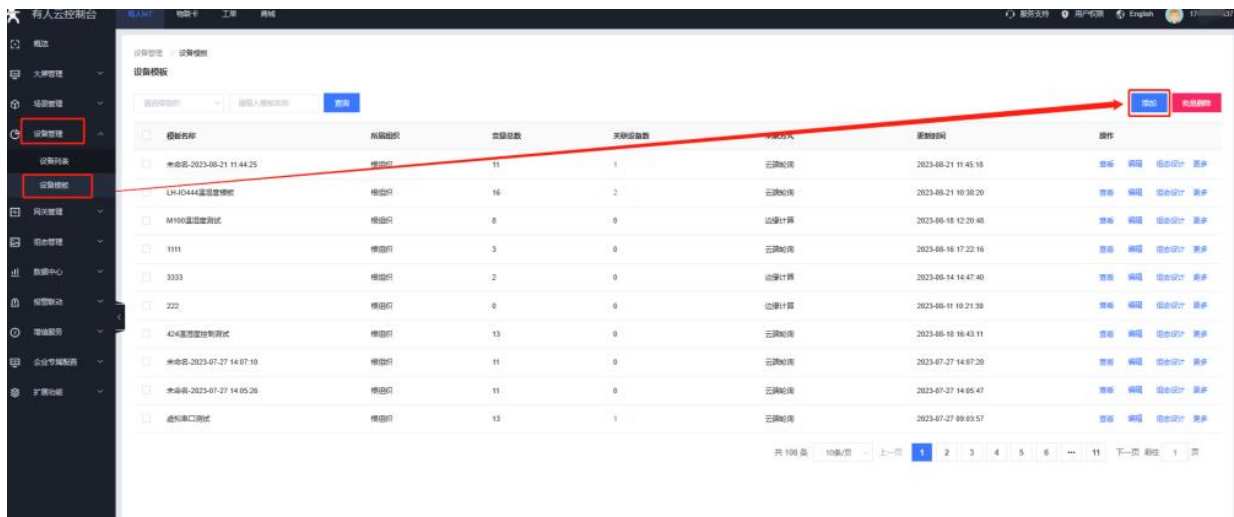 有人云控制台 有人IoT 物联卡 工单 商城 服务支持 用户权限 English
概览
大屏管理
场景管理
设备管理
设备列表
设备模板
网关管理
组态管理
数据中心
报警联动
增值服务
企业专属配置
扩展功能
设备管理 设备模板
设备模板
请选择组织 请输入模板名称 查询 添加 批量删除
模板名称 所属组织 变量总数 关联设备数 采集方式 更新时间 操作
未命名-2023-08-21 11:44:25 根组织 11 1 云端轮询 2023-08-21 11:45:18 查看 编辑 组态设计 更多
LH-IO444温湿度模板 根组织 16 2 云端轮询 2023-08-21 10:38:20 查看 编辑 组态设计 更多
M100温湿度测试 根组织 8 0 边缘计算 2023-08-18 12:20:48 查看 编辑 组态设计 更多
1111 根组织 3 0 云端轮询 2023-08-16 17:22:16 查看 编辑 组态设计 更多
3333 根组织 2 0 边缘计算 2023-08-14 14:47:40 查看 编辑 组态设计 更多
222 根组织 0 0 边缘计算 2023-08-11 10:21:39 查看 编辑 组态设计 更多
424温湿度控制测试 根组织 13 0 云端轮询 2023-08-10 16:43:11 查看 编辑 组态设计 更多
未命名-2023-07-27 14:07:10 根组织 11 0 云端轮询 2023-07-27 14:07:28 查看 编辑 组态设计 更多
未命名-2023-07-27 14:05:26 根组织 11 0 云端轮询 2023-07-27 14:05:47 查看 编辑 组态设计 更多
虚拟串口测试 根组织 13 1 云端轮询 2023-07-27 09:03:57 查看 编辑 组态设计 更多
共 108 条 10条/页 上一页 1 2 3 4 5 6 ••• 11 下一页 前往 1 页